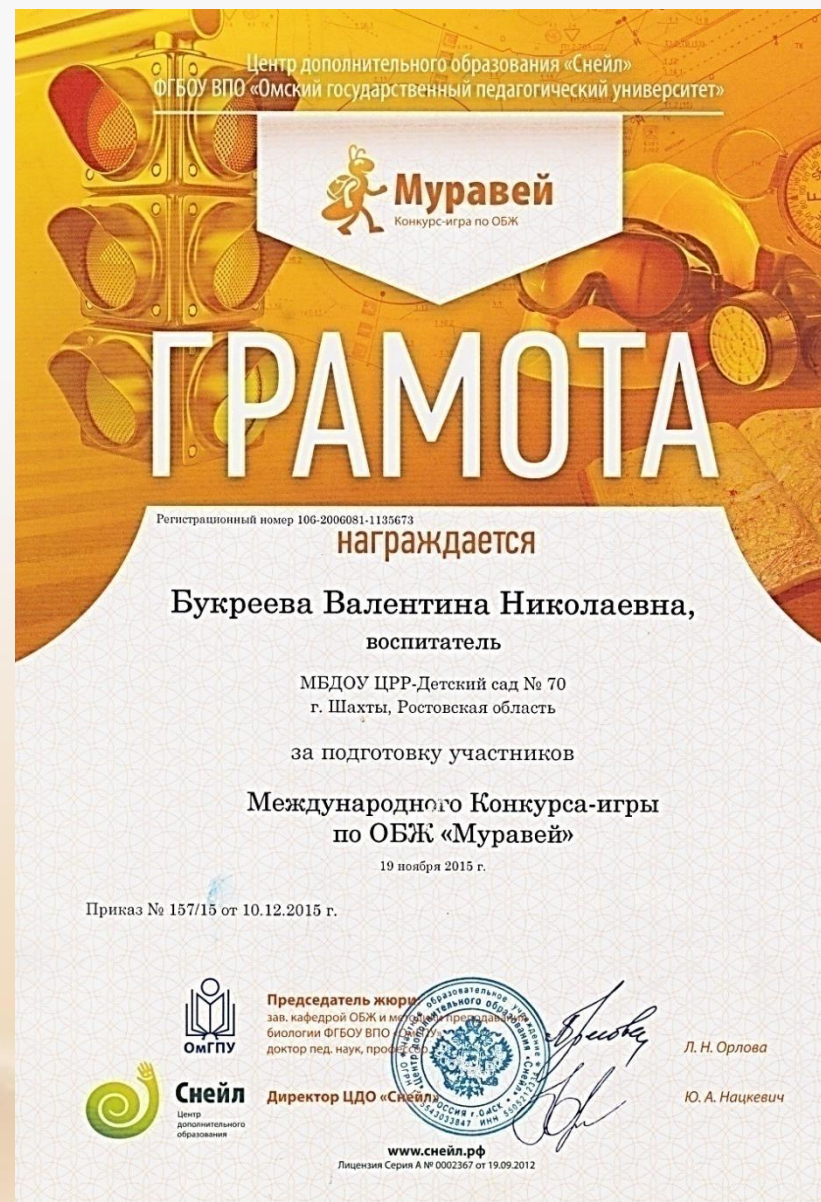 Центр дополнительного образования «Снейл»
ФГБОУ ВПО «Омский государственный педагогический университет»
Муравей
Конкурс-игра по ОБЖ
ГРАМОТА
Регистрационный номер 106-2006081-1135673
награждается
Букреева Валентина Николаевна,
воспитатель
МБДОУ ЦРР-Детский сад № 70
г. Шахты, Ростовская область
за подготовку участников
Международного Конкурса-игры
по ОБЖ «Муравей»
19 ноября 2015 г.
Приказ № 157/15 от 10.12.2015 г.
ОмГПУ
Председатель жюри:
зав. кафедрой ОБЖ и методики преподавания
биологии ФГБОУ ВПО «ОмГПУ»
доктор пед. наук, профессор
Л. Н. Орлова
Снейл
Центр
дополнительного
образования
Директор ЦДО «Снейл»
Ю. А. Нацкевич
www.снейл.рф
Лицензия Серия А № 0002367 от 19.09.2012